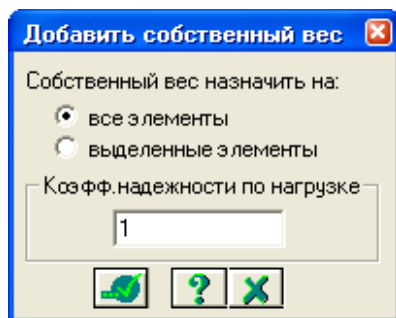 Добавить собственный вес
Собственный вес назначить на:
все элементы
выделенные элементы
Коэфф.надежности по нагрузке
1